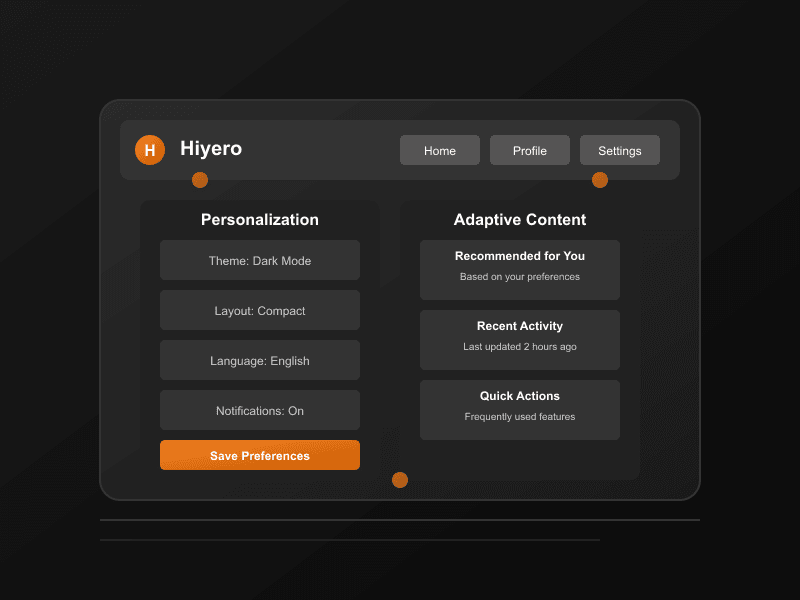 H
Hiyero
Home
Profile
Settings
Personalization
Theme: Dark Mode
Layout: Compact
Language: English
Notifications: On
Save Preferences
Adaptive Content
Recommended for You
Based on your preferences
Recent Activity
Last updated 2 hours ago
Quick Actions
Frequently used features